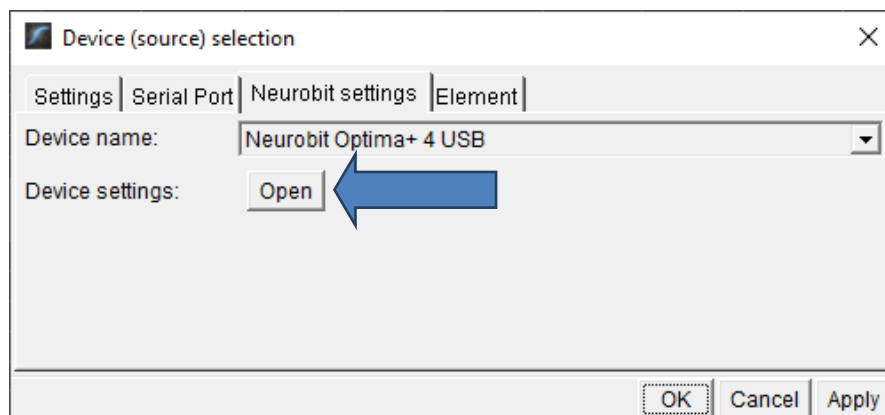 Device (source) selection
Settings Serial Port Neurobit settings Element
Device name: Neurobit Optima+ 4 USB
Device settings: Open
OK Cancel Apply